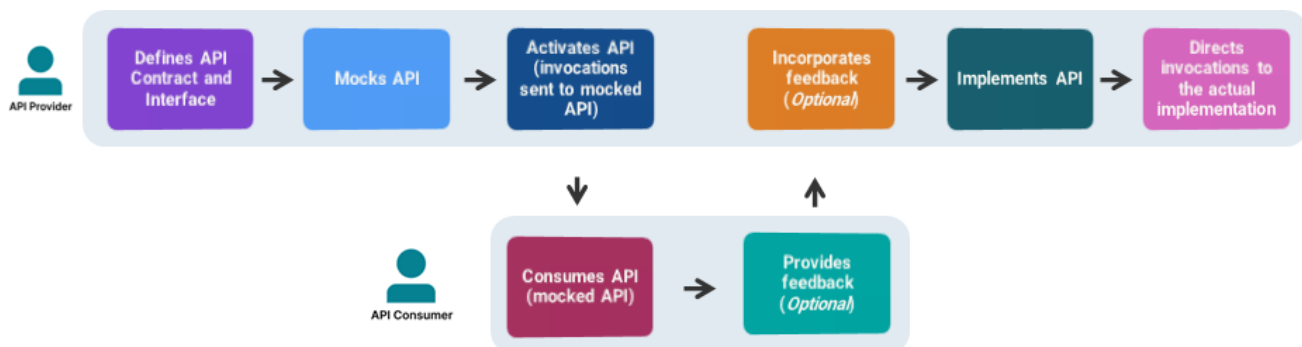 API Provider
Defines API
Contract and
Interface
Mocks API
Activates API
(invocations
sent to mocked
API)
Incorporates
feedback
(Optional)
Implements API
Directs
invocations to
the actual
implementation
API Consumer
Consumes API
(mocked API)
Provides
feedback
(Optional)